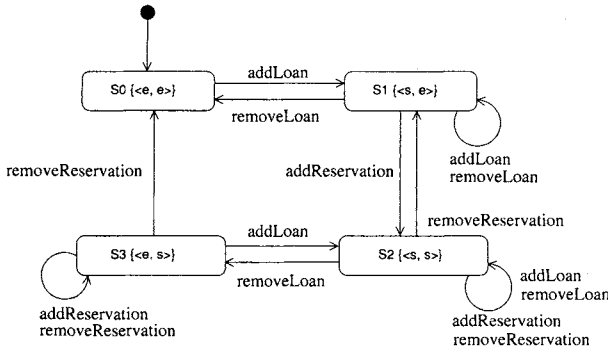 addLoan
S0 {<e, e>}
S1 {<s, e>}
removeLoan
addLoan
removeLoan
removeReservation
addReservation
removeReservation
addLoan
S3 {<e, s>}
S2 {<s, s>}
removeLoan
addLoan
removeLoan
addReservation
removeReservation
addReservation
removeReservation